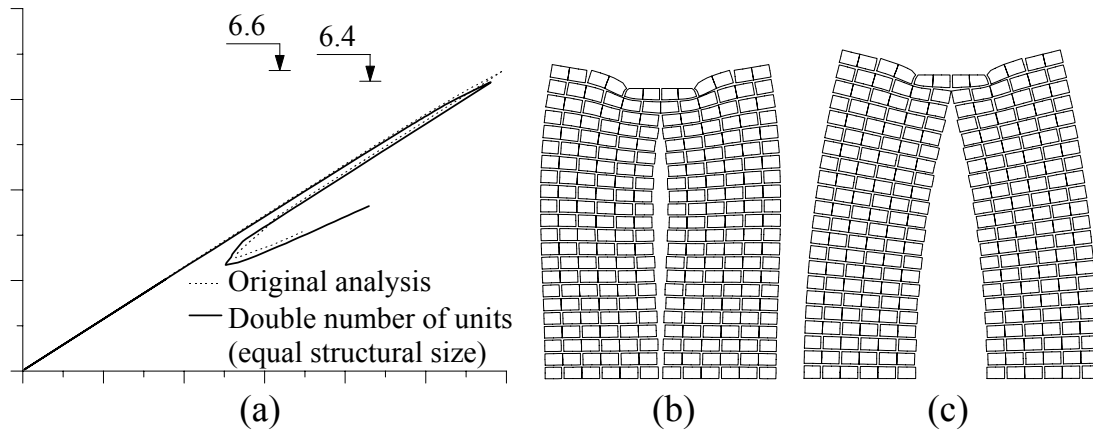 6.6
6.4
Original analysis
Double number of units
(equal structural size)
(a)
(b)
(c)